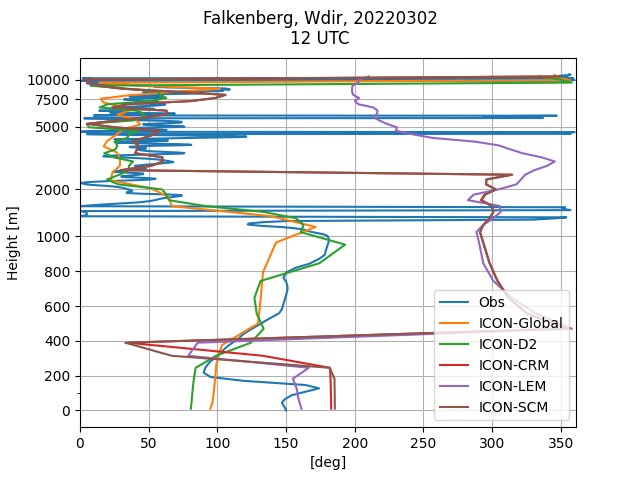 Falkenberg, Wdir, 20220302
12 UTC
Height [m]
10000
7500
5000
2000
1000
800
600
400
200
0
Obs
ICON-Global
ICON-D2
ICON-CRM
ICON-LEM
ICON-SCM
0 50 100 150 200 250 300 350
[deg]